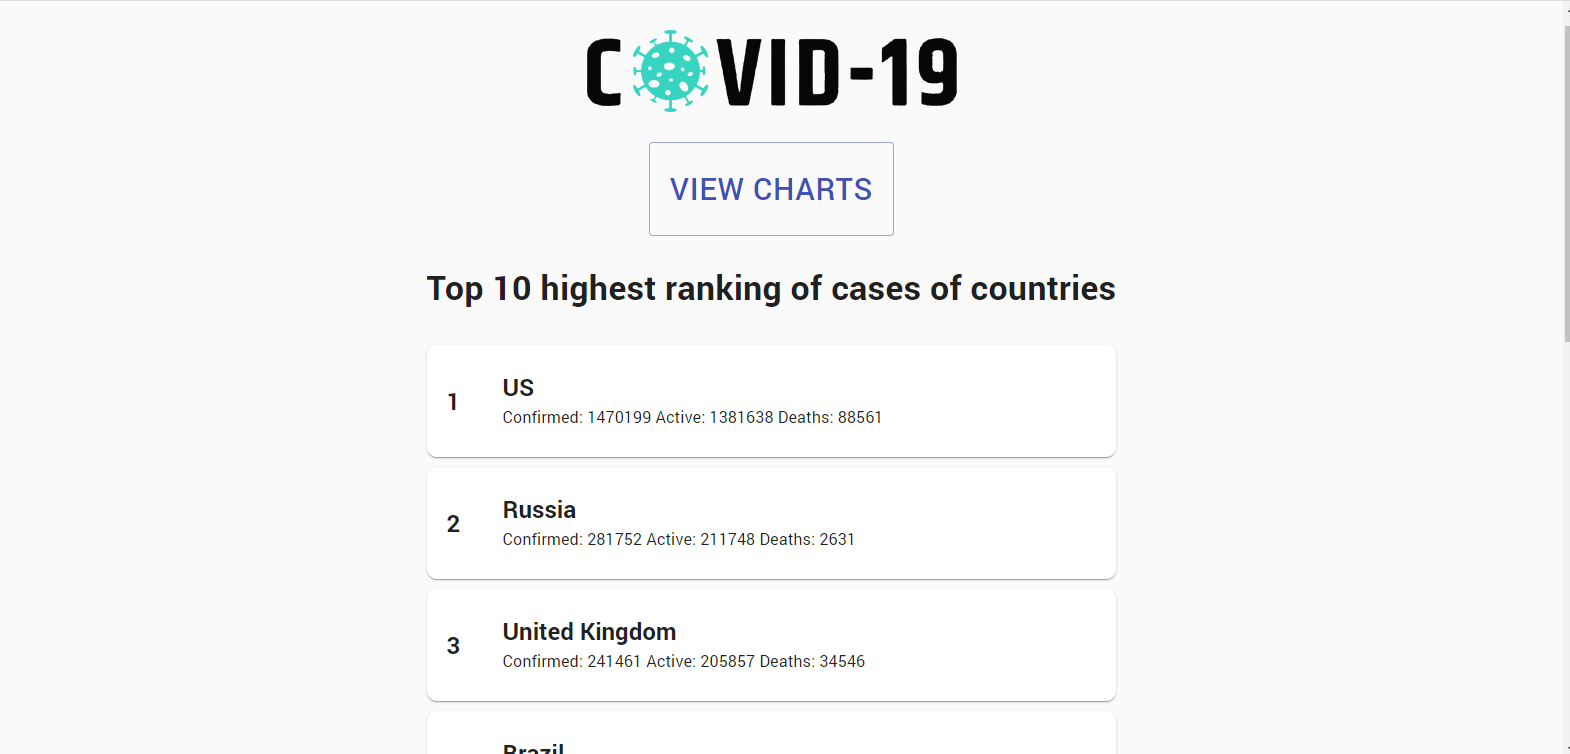 COVID-19
VIEW CHARTS
Top 10 highest ranking of cases of countries
1
US
Confirmed: 1470199 Active: 1381638 Deaths: 88561
2
Russia
Confirmed: 281752 Active: 211748 Deaths: 2631
3
United Kingdom
Confirmed: 241461 Active: 205857 Deaths: 34546
Brazil